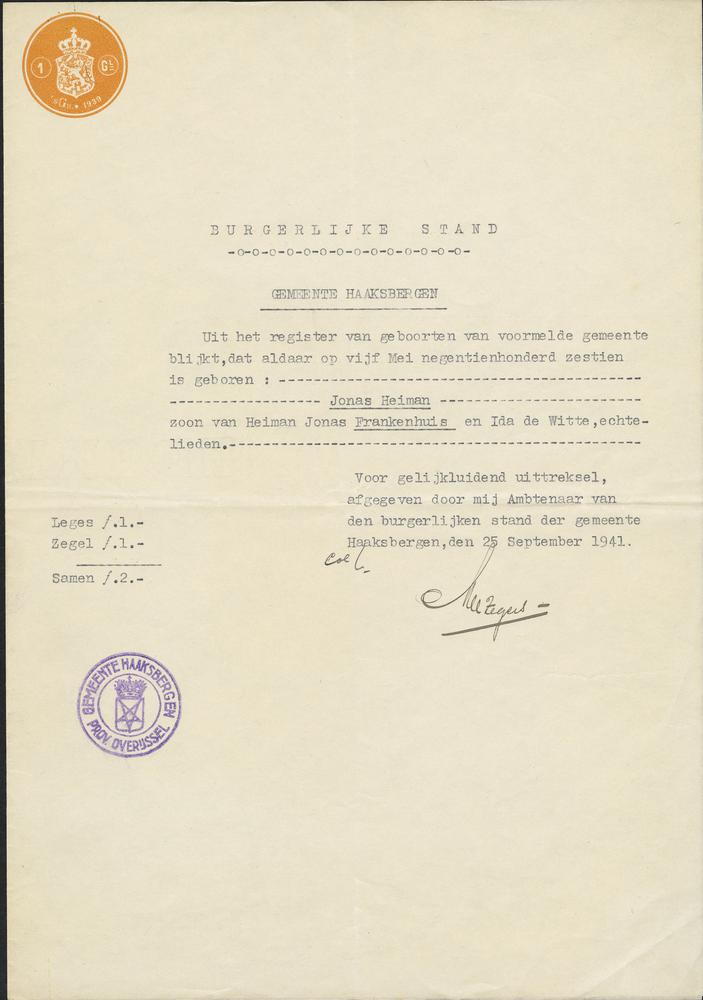 1 GLD
'sGR. * 1939
BURGERLIJKE STAND
-o-o-o-o-o-o-o-o-o-o-o-o-o-o-
GEMEENTE HAAKSBERGEN
Uit het register van geboorten van voormelde gemeente
blijkt,dat aldaar op vijf Mei negentienhonderd zestien
is geboren : ------------------------------------------
------------------ Jonas Heiman ------------------------
zoon van Heiman Jonas Frankenhuis en Ida de Witte,echte-
lieden.------------------------------------------------
Voor gelijkluidend uittreksel,
afgegeven door mij Ambtenaar van
den burgerlijken stand der gemeente
Haaksbergen,den 25 September 1941.
Leges f.1.-
Zegel f.1.-
Samen f.2.-
GEMEENTE HAAKSBERGEN
PROV. OVERIJSSEL